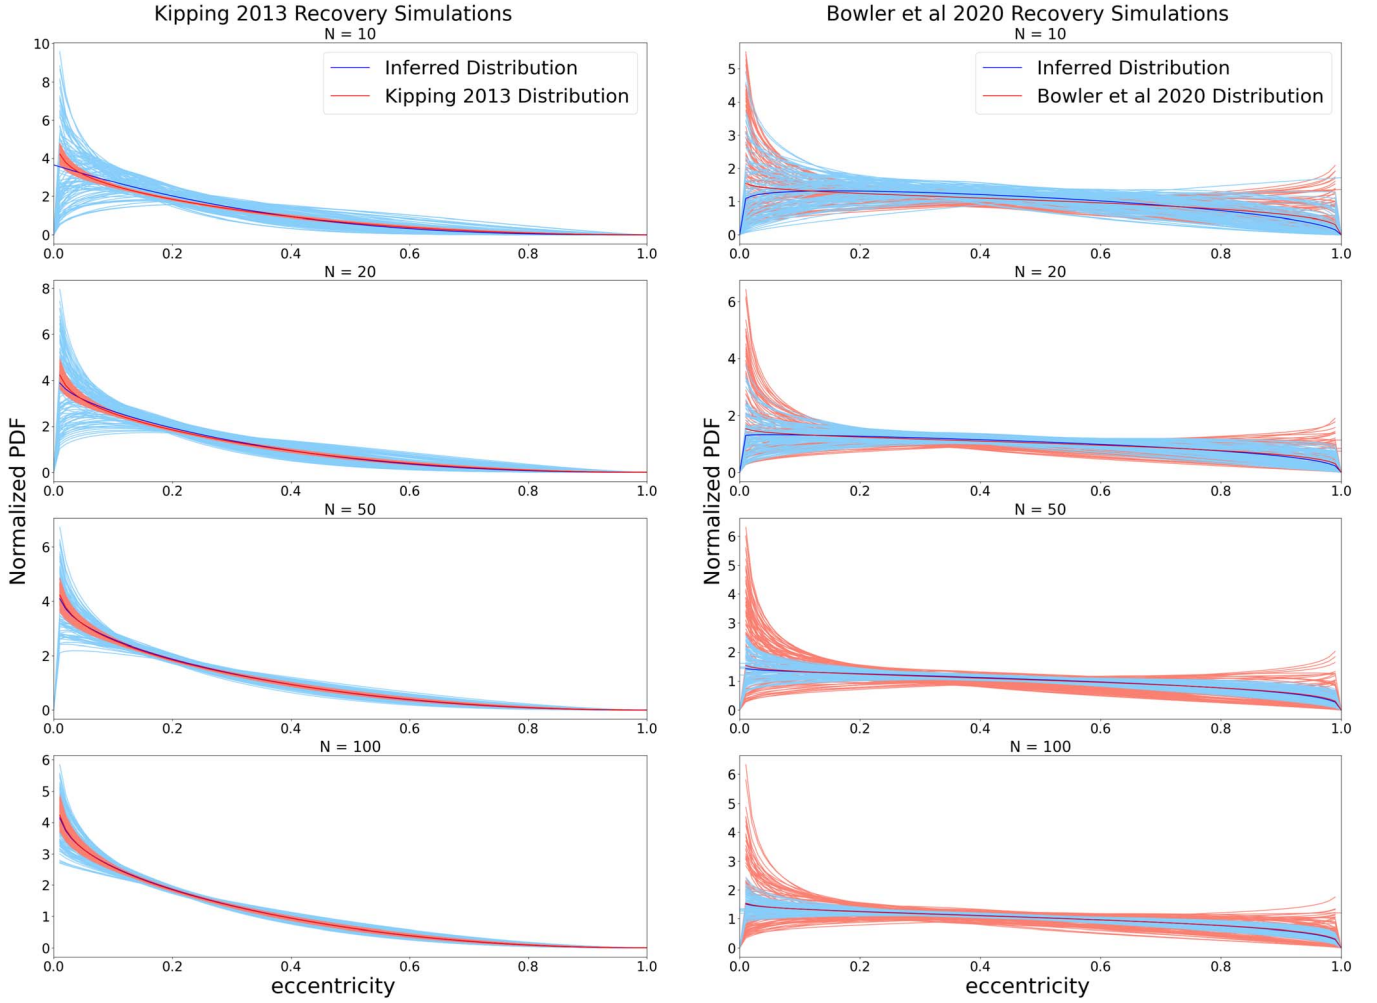 Kipping 2013 Recovery Simulations
N = 10
Inferred Distribution
Kipping 2013 Distribution
10
8
6
4
2
0
0.0 0.2 0.4 0.6 0.8 1.0
N = 20
8
6
4
2
0
0.0 0.2 0.4 0.6 0.8 1.0
N = 50
6
4
2
0
0.0 0.2 0.4 0.6 0.8 1.0
N = 100
6
5
4
3
2
1
0
0.0 0.2 0.4 0.6 0.8 1.0
Normalized PDF
eccentricity
Bowler et al 2020 Recovery Simulations
N = 10
Inferred Distribution
Bowler et al 2020 Distribution
5
4
3
2
1
0
0.0 0.2 0.4 0.6 0.8 1.0
N = 20
6
4
2
0
0.0 0.2 0.4 0.6 0.8 1.0
N = 50
6
5
4
3
2
1
0
0.0 0.2 0.4 0.6 0.8 1.0
N = 100
6
5
4
3
2
1
0
0.0 0.2 0.4 0.6 0.8 1.0
Normalized PDF
eccentricity